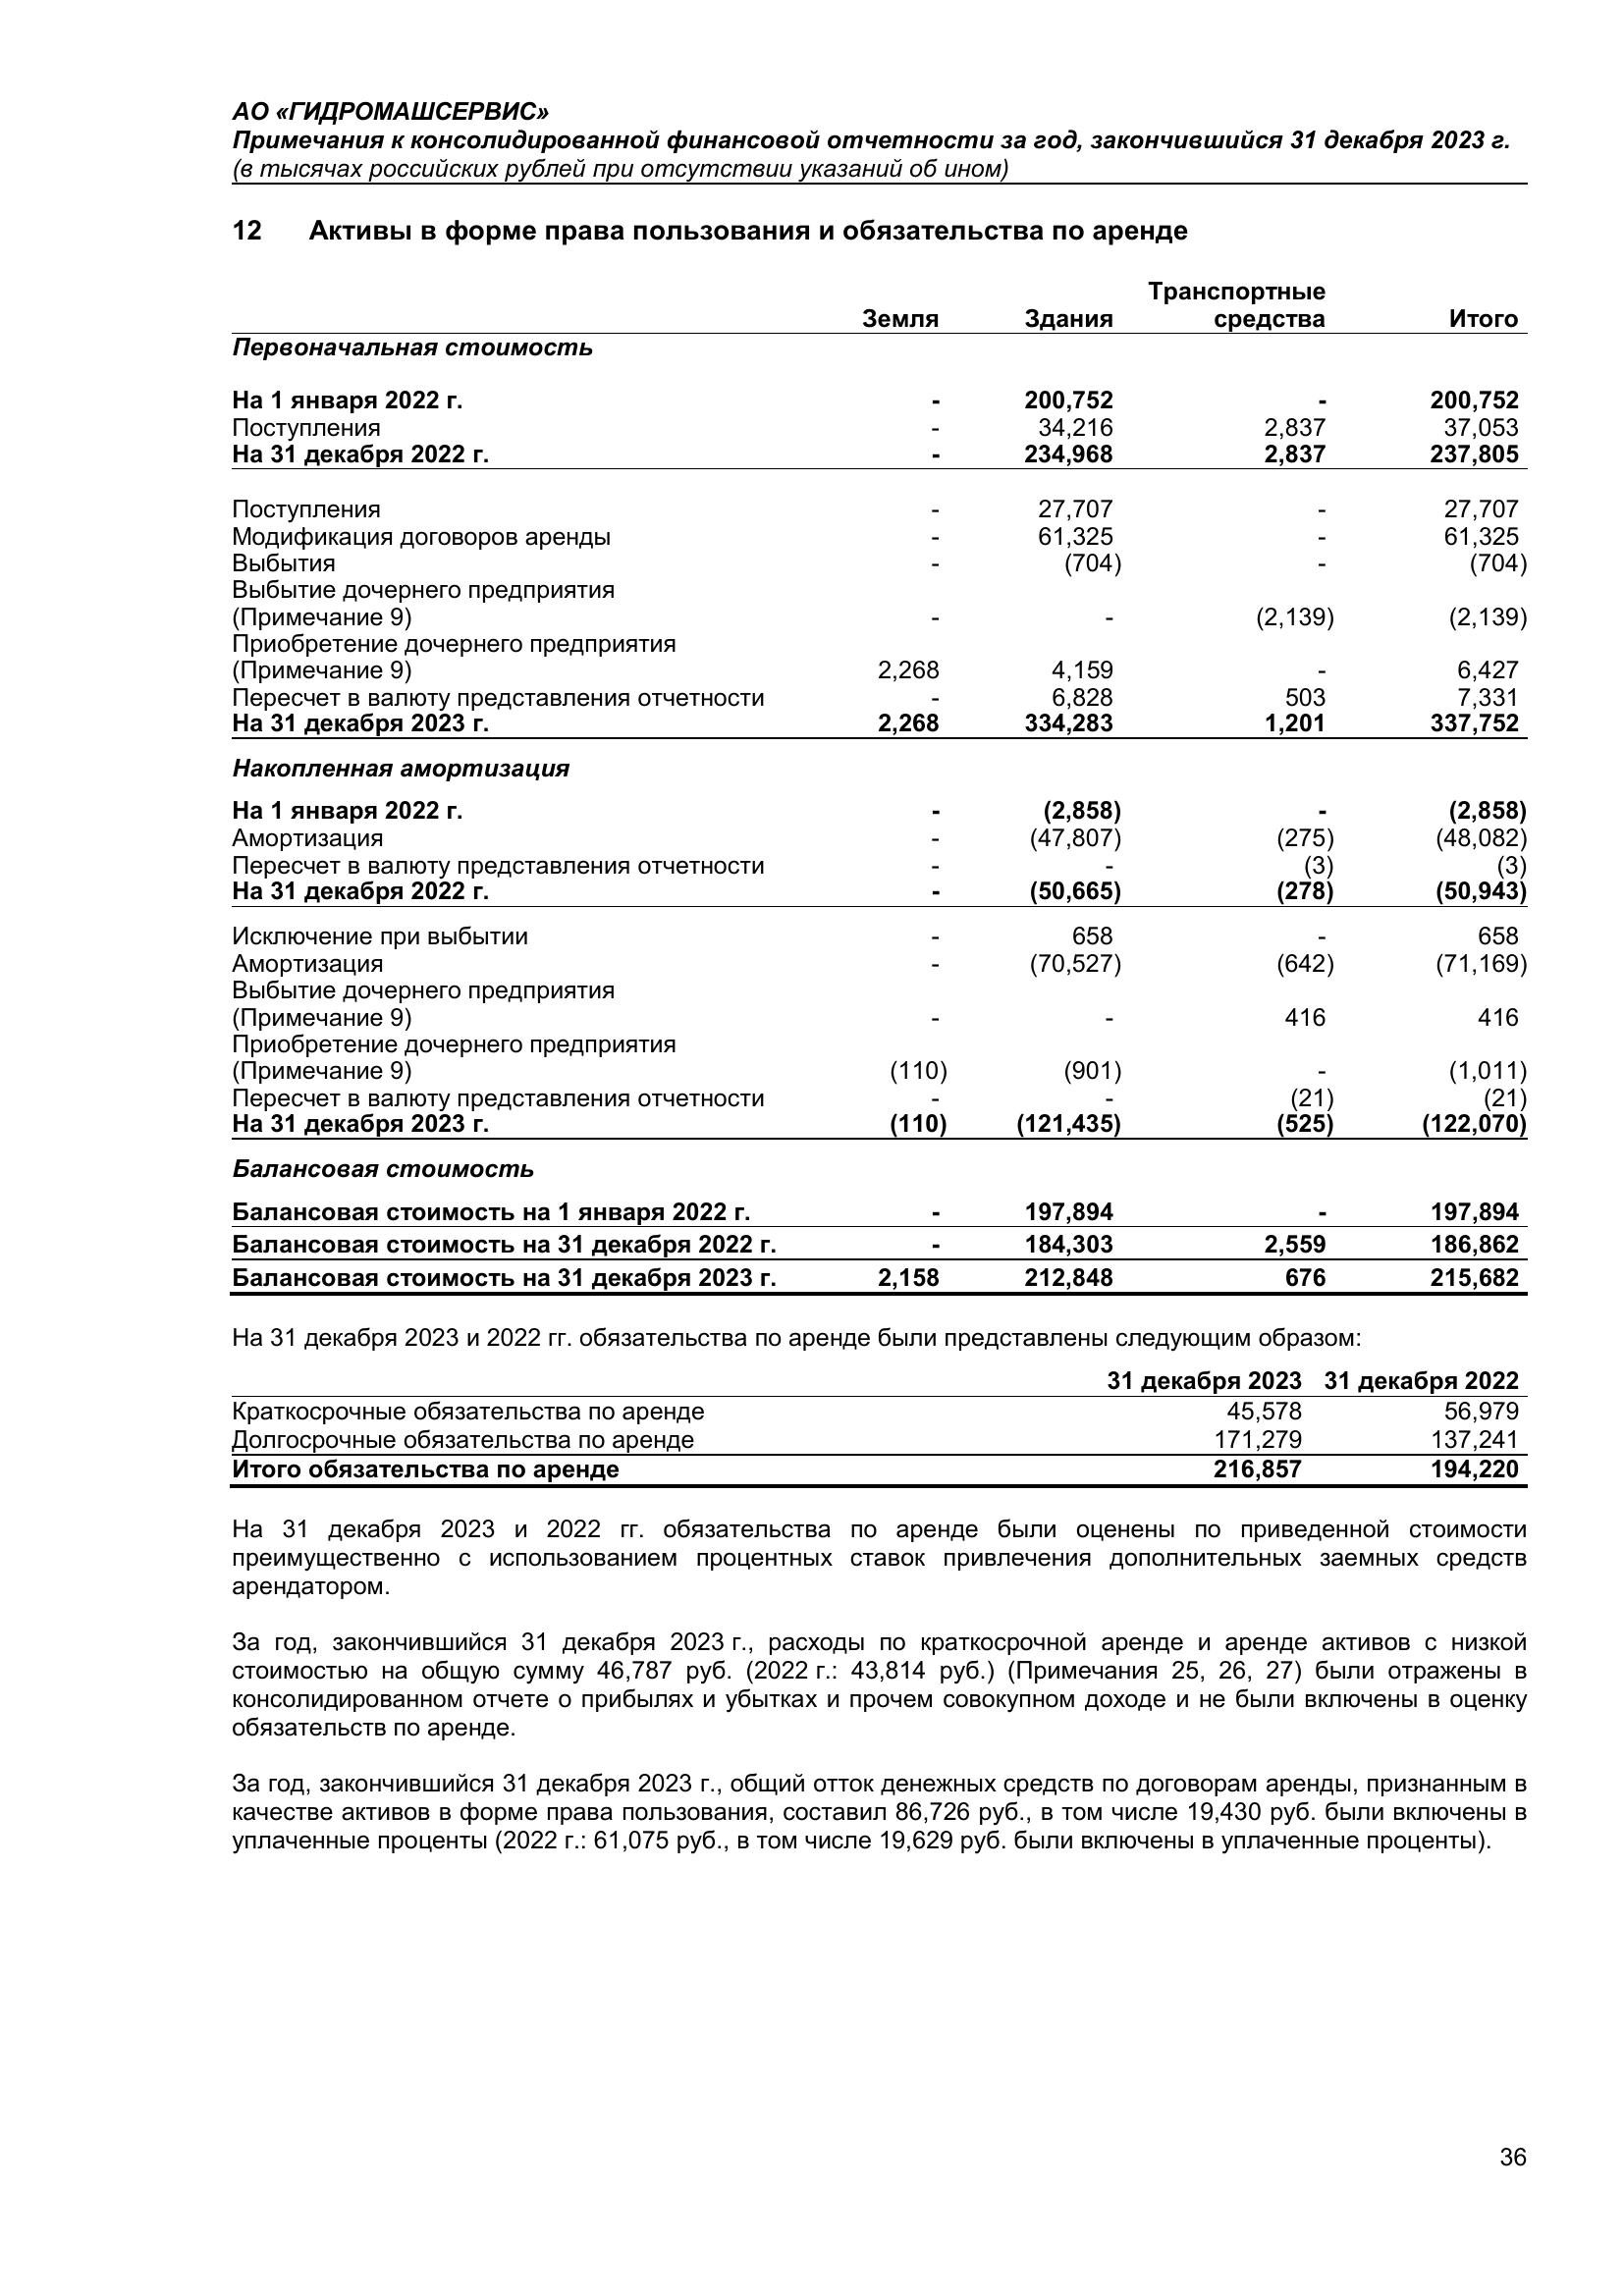 АО «ГИДРОМАШСЕРВИС»
Примечания к консолидированной финансовой отчетности за год, закончившийся 31 декабря 2023 г.
(в тысячах российских рублей при отсутствии указаний об ином)
12 Активы в форме права пользования и обязательства по аренде
Транспортные
Земля Здания средства Итого
Первоначальная стоимость
На 1 января 2022 г. - 200,752 - 200,752
Поступления - 34,216 2,837 37,053
На 31 декабря 2022 г. - 234,968 2,837 237,805
Поступления - 27,707 - 27,707
Модификация договоров аренды - 61,325 - 61,325
Выбытия - (704) - (704)
Выбытие дочернего предприятия
(Примечание 9) - - (2,139) (2,139)
Приобретение дочернего предприятия
(Примечание 9) 2,268 4,159 - 6,427
Пересчет в валюту представления отчетности - 6,828 503 7,331
На 31 декабря 2023 г. 2,268 334,283 1,201 337,752
Накопленная амортизация
На 1 января 2022 г. - (2,858) - (2,858)
Амортизация - (47,807) (275) (48,082)
Пересчет в валюту представления отчетности - - (3) (3)
На 31 декабря 2022 г. - (50,665) (278) (50,943)
Исключение при выбытии - 658 - 658
Амортизация - (70,527) (642) (71,169)
Выбытие дочернего предприятия
(Примечание 9) - - 416 416
Приобретение дочернего предприятия
(Примечание 9) (110) (901) - (1,011)
Пересчет в валюту представления отчетности - - (21) (21)
На 31 декабря 2023 г. (110) (121,435) (525) (122,070)
Балансовая стоимость
Балансовая стоимость на 1 января 2022 г. - 197,894 - 197,894
Балансовая стоимость на 31 декабря 2022 г. - 184,303 2,559 186,862
Балансовая стоимость на 31 декабря 2023 г. 2,158 212,848 676 215,682
На 31 декабря 2023 и 2022 гг. обязательства по аренде были представлены следующим образом:
31 декабря 2023 31 декабря 2022
Краткосрочные обязательства по аренде 45,578 56,979
Долгосрочные обязательства по аренде 171,279 137,241
Итого обязательства по аренде 216,857 194,220
На 31 декабря 2023 и 2022 гг. обязательства по аренде были оценены по приведенной стоимости
преимущественно с использованием процентных ставок привлечения дополнительных заемных средств
арендатором.
За год, закончившийся 31 декабря 2023 г., расходы по краткосрочной аренде и аренде активов с низкой
стоимостью на общую сумму 46,787 руб. (2022 г.: 43,814 руб.) (Примечания 25, 26, 27) были отражены в
консолидированном отчете о прибылях и убытках и прочем совокупном доходе и не были включены в оценку
обязательств по аренде.
За год, закончившийся 31 декабря 2023 г., общий отток денежных средств по договорам аренды, признанным в
качестве активов в форме права пользования, составил 86,726 руб., в том числе 19,430 руб. были включены в
уплаченные проценты (2022 г.: 61,075 руб., в том числе 19,629 руб. были включены в уплаченные проценты).
36